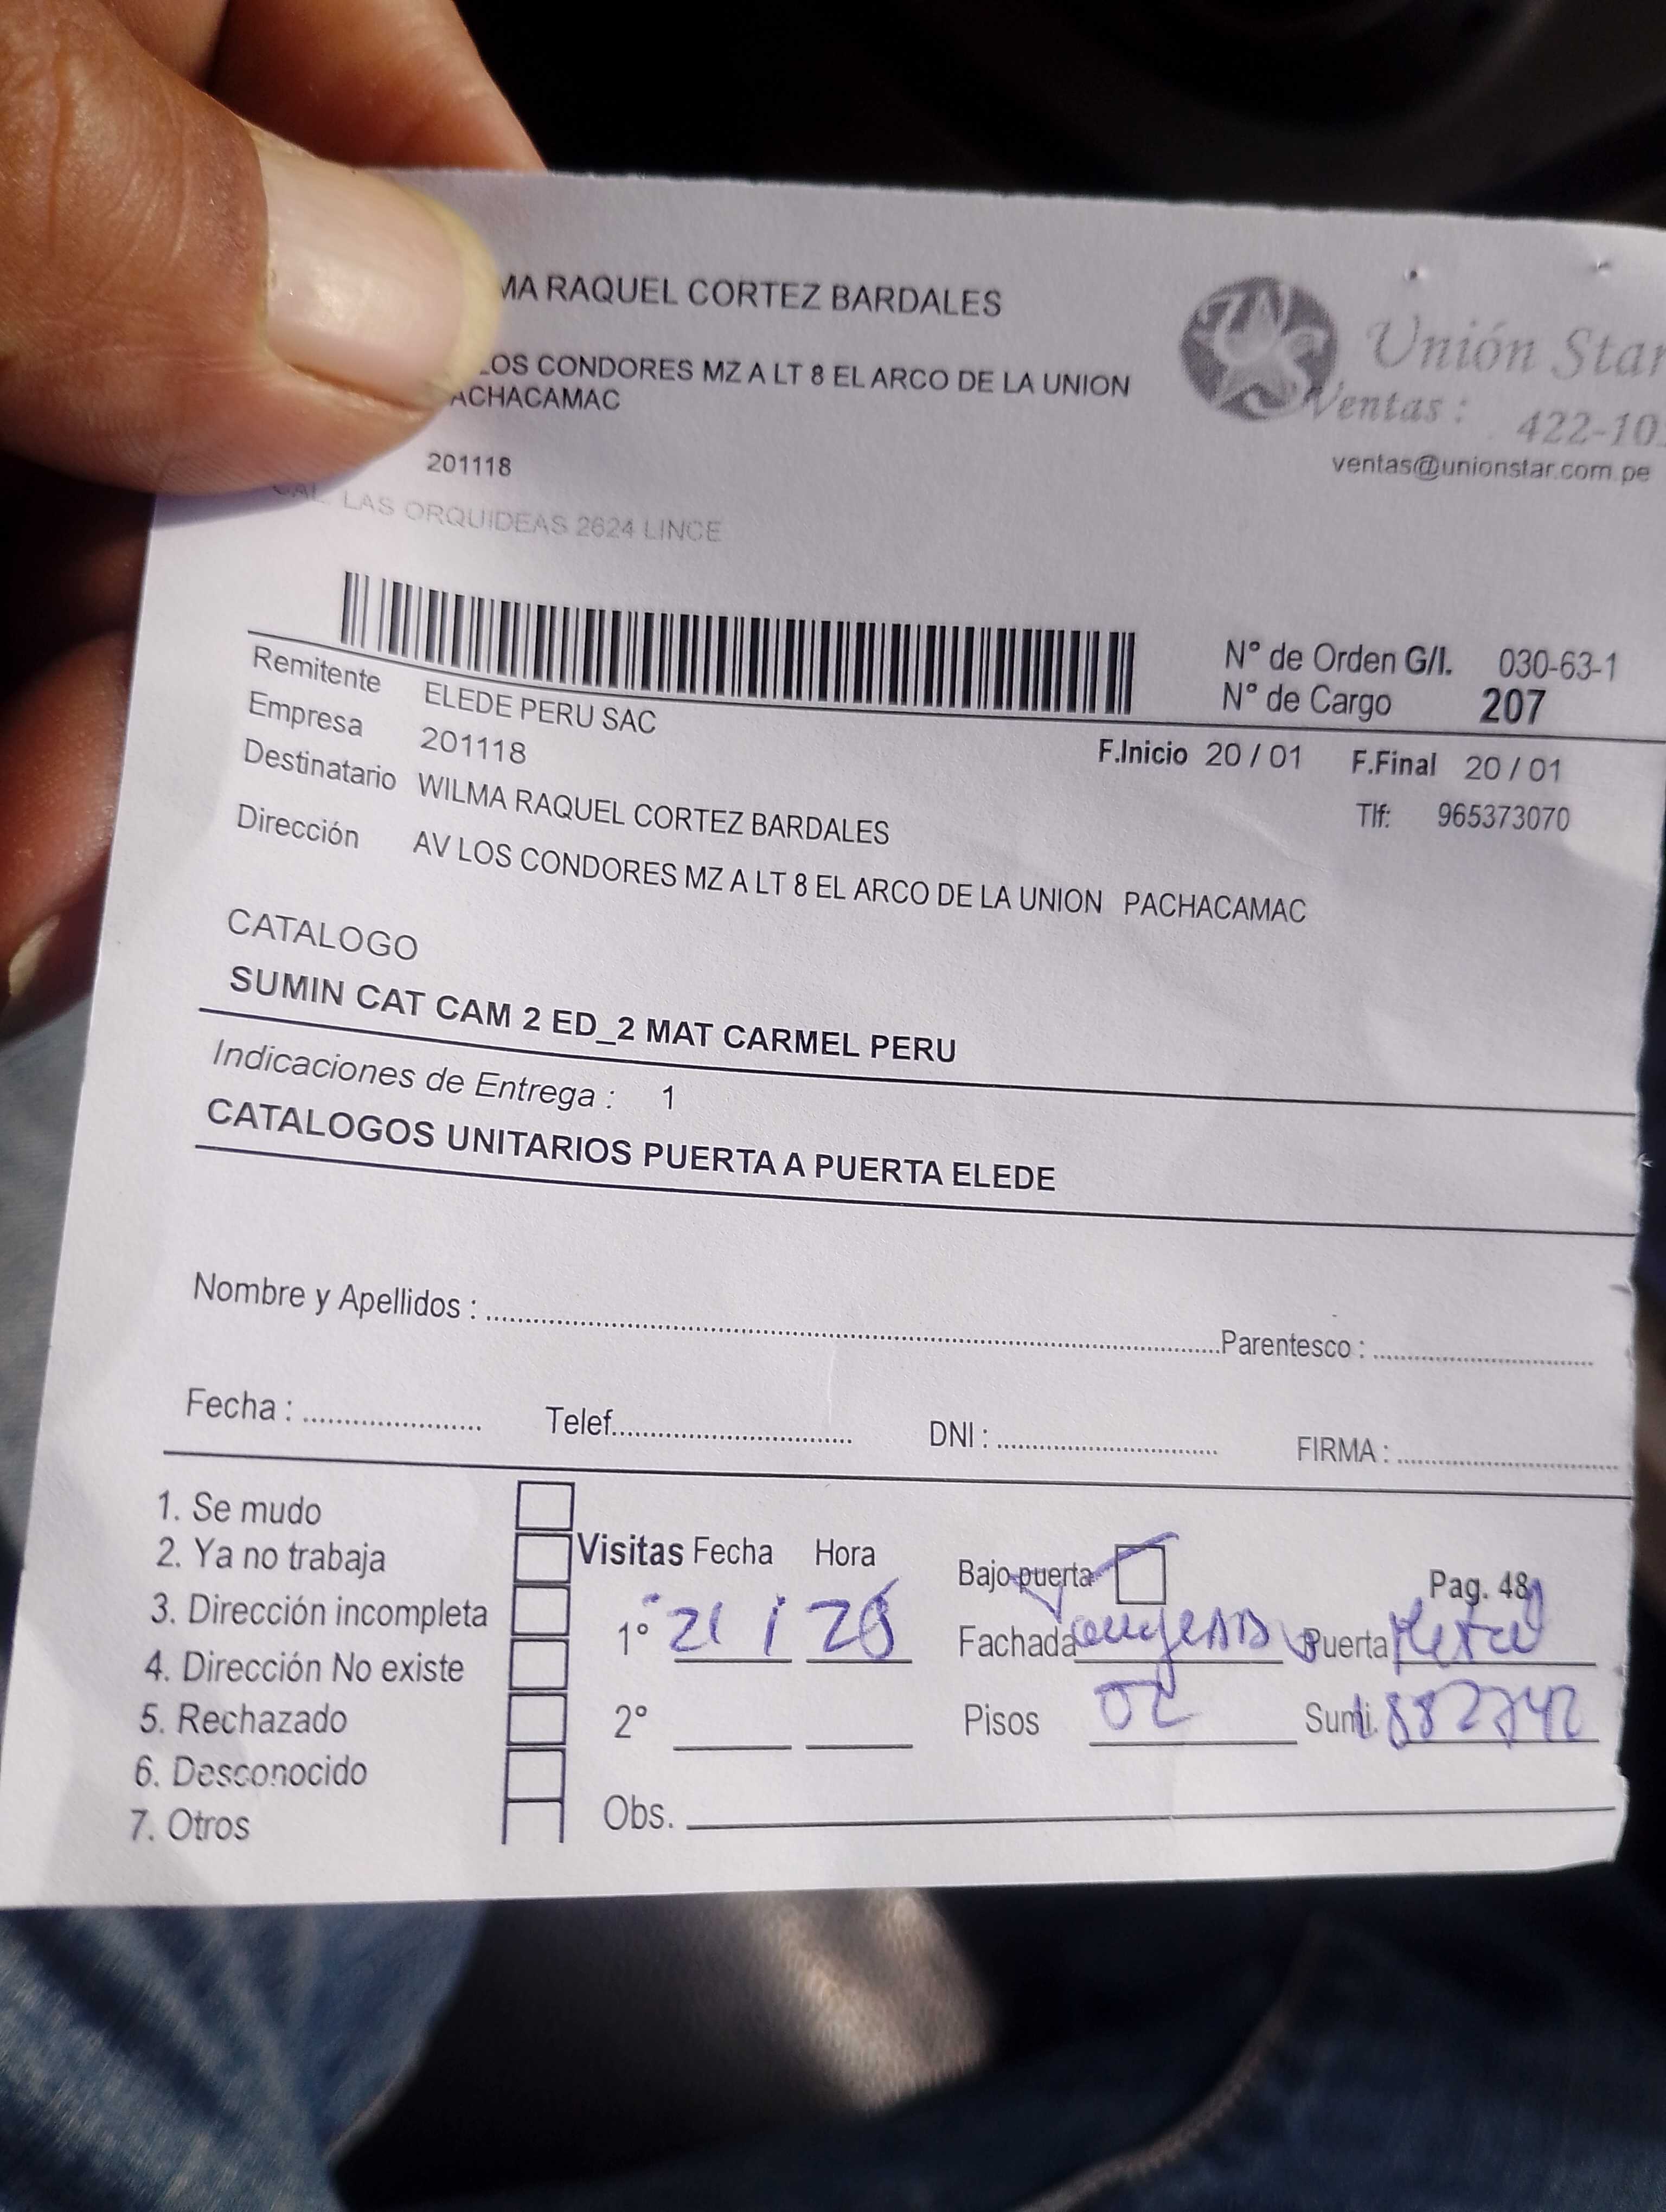 MA RAQUEL CORTEZ BARDALES
LOS CONDORES MZ A LT 8 EL ARCO DE LA UNION
ACHACAMAC
201118
CAL. LAS ORQUIDEAS 2624 LINCE
Unión Star
Ventas : 422-10
ventas@unionstar.com.pe
N° de Orden G/I. 030-63-1
N° de Cargo 207
Remitente ELEDE PERU SAC
Empresa 201118
F.Inicio 20 / 01 F.Final 20 / 01
Destinatario WILMA RAQUEL CORTEZ BARDALES
Tlf: 965373070
Dirección AV LOS CONDORES MZ A LT 8 EL ARCO DE LA UNION PACHACAMAC
CATALOGO
SUMIN CAT CAM 2 ED_2 MAT CARMEL PERU
Indicaciones de Entrega : 1
CATALOGOS UNITARIOS PUERTA A PUERTA ELEDE
Nombre y Apellidos : Parentesco :
Fecha : Telef. DNI : FIRMA :
1. Se mudo
2. Ya no trabaja
3. Dirección incompleta
4. Dirección No existe
5. Rechazado
6. Desconocido
7. Otros
Visitas Fecha Hora
1° 21
2°
Obs.
Bajo puerta Pag. 48
Fachada Puerta Metal
Pisos 02 Sumi.